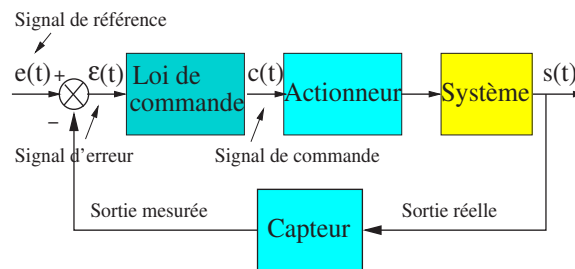 Signal de référence
e(t)
+
ε(t)
Loi de
commande
c(t)
Actionneur
Système
s(t)
−
Signal d'erreur
Signal de commande
Sortie mesurée
Capteur
Sortie réelle